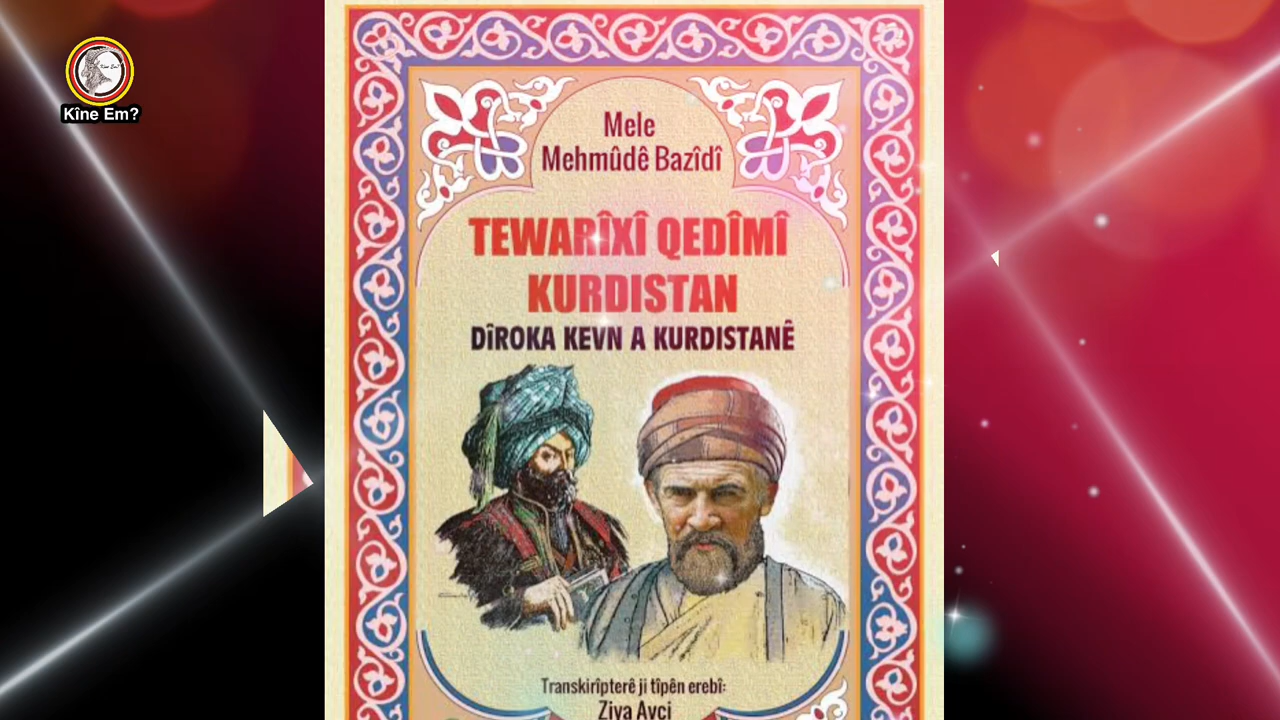 Kîne Em?
Mele
Mehmûdê Bazîdî
TEWARÎXÎ QEDÎMÎ
KURDISTAN
DÎROKA KEVN A KURDISTANÊ
Transkirîpterê ji tîpên erebî:
Ziya Avci